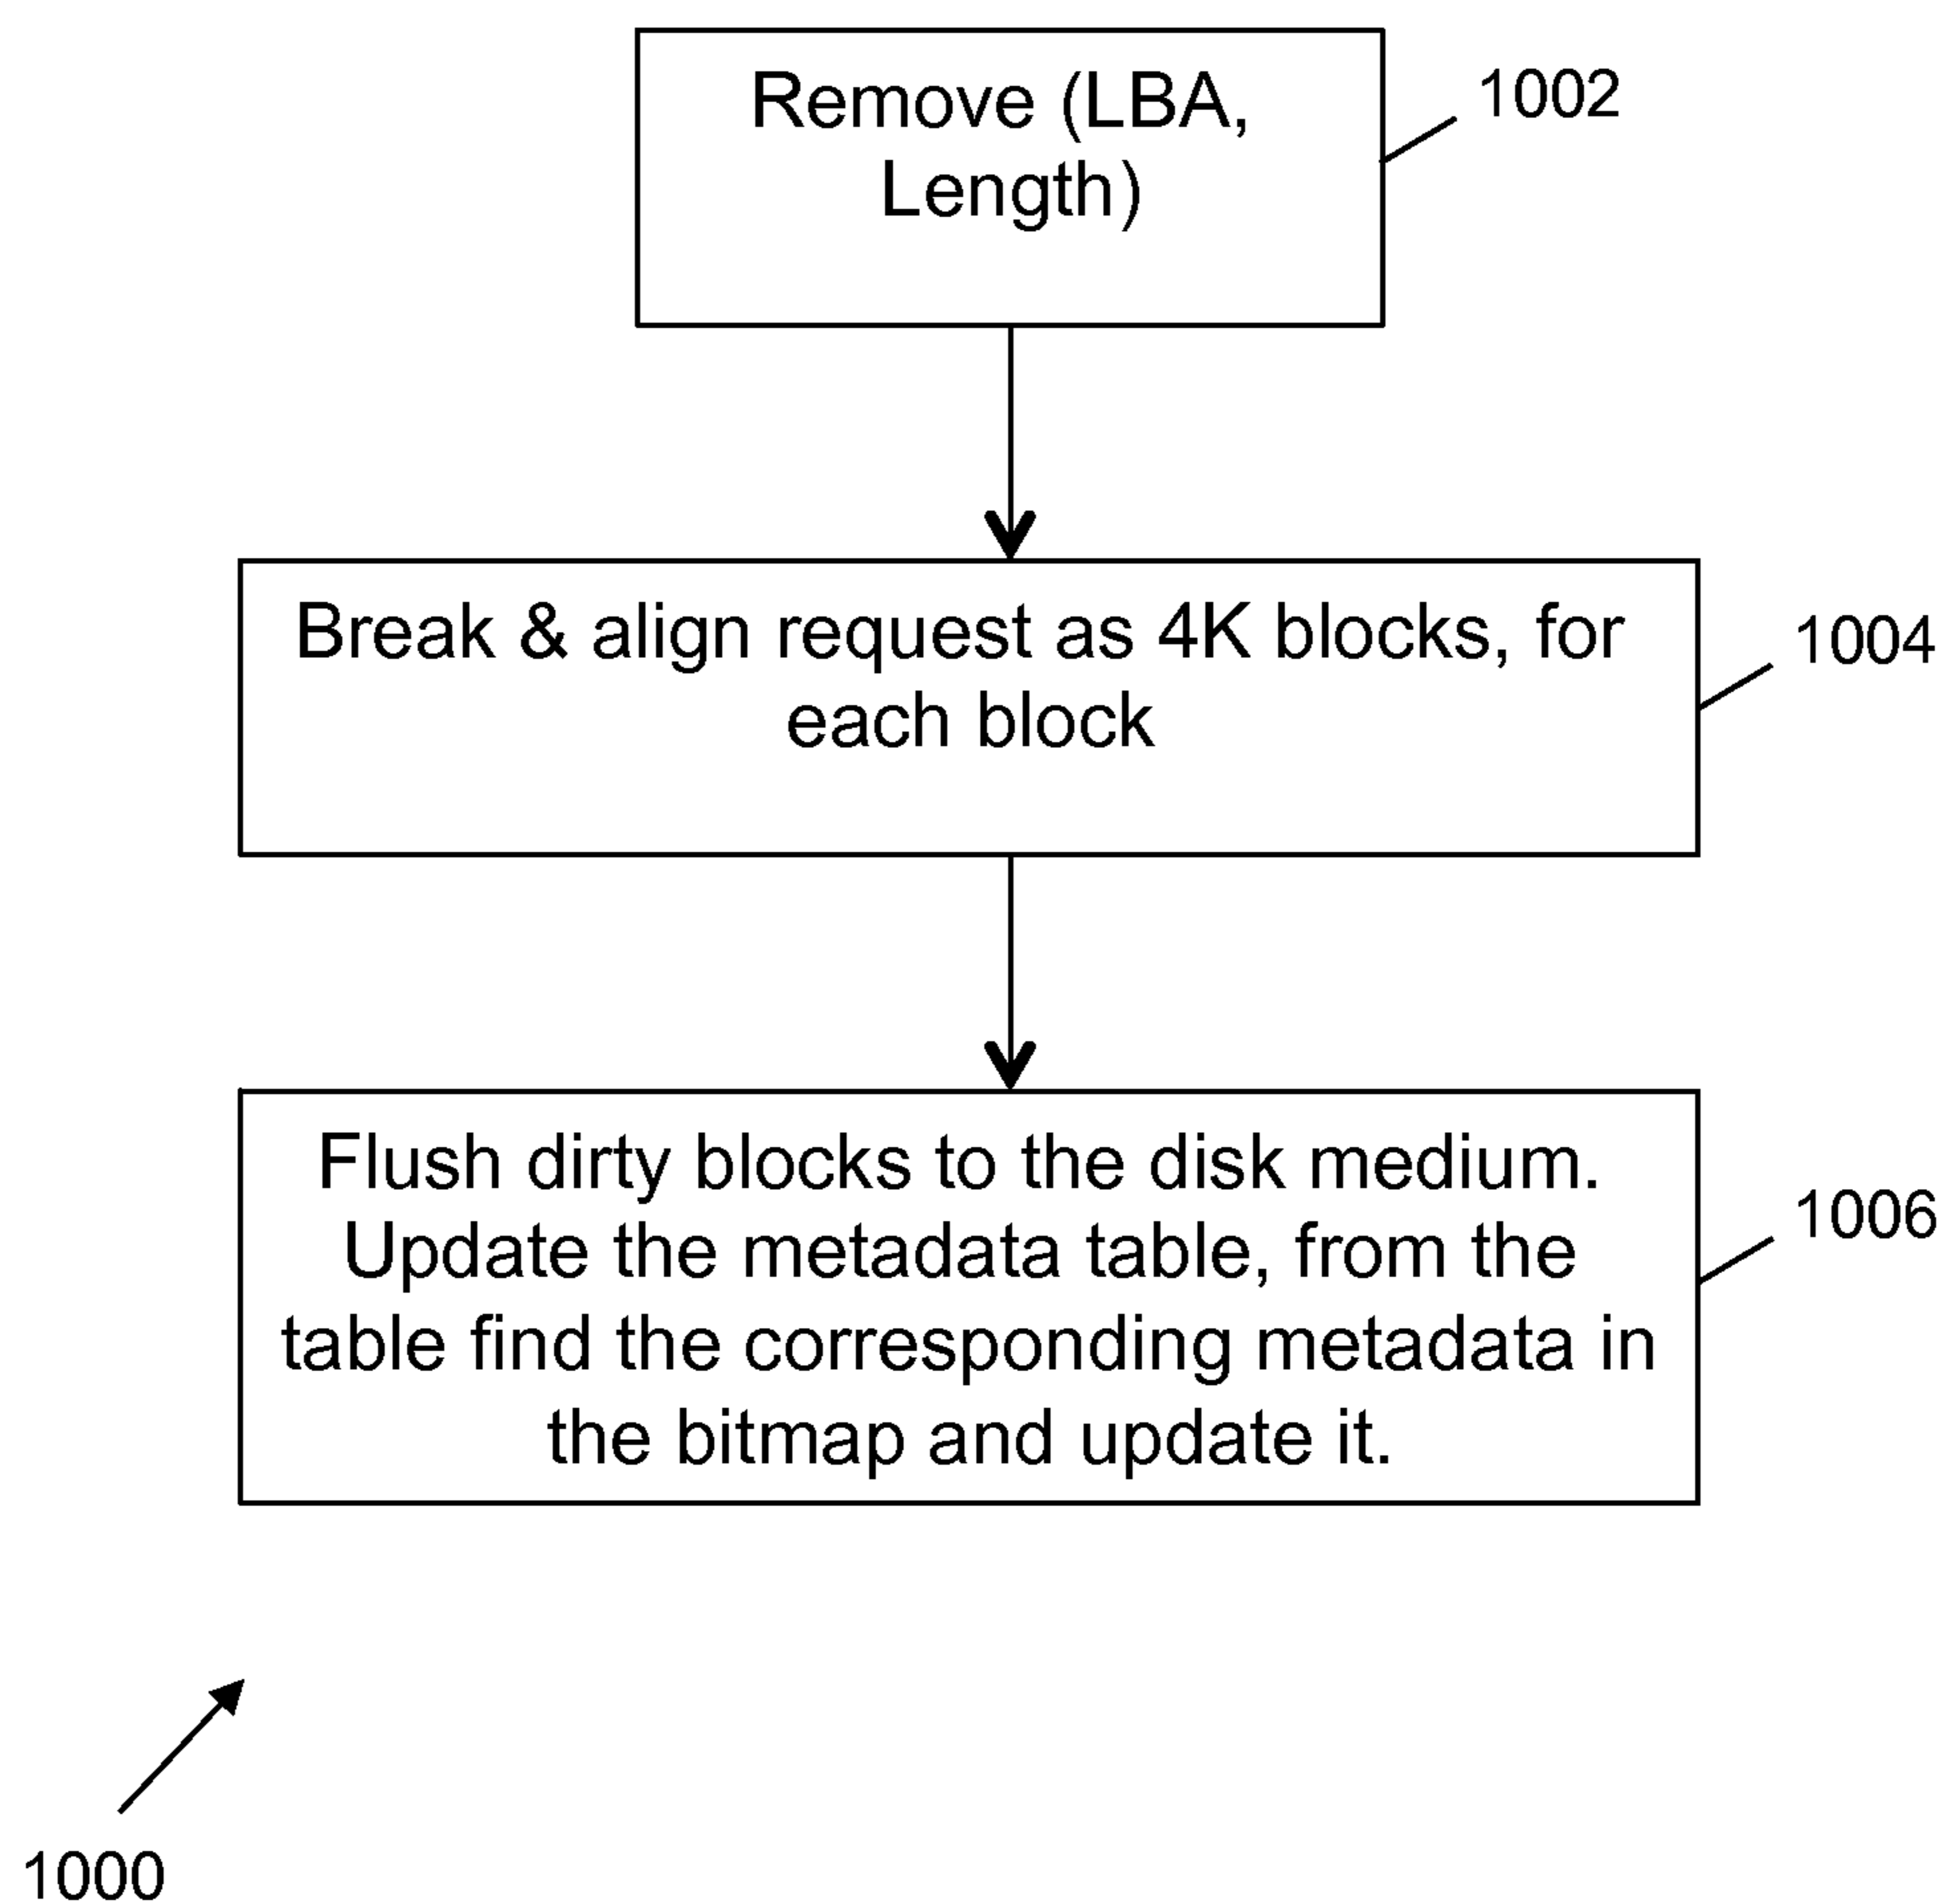 Remove (LBA,
Length)
1002
Break & align request as 4K blocks, for
each block
1004
Flush dirty blocks to the disk medium.
Update the metadata table, from the
table find the corresponding metadata in
the bitmap and update it.
1006
1000